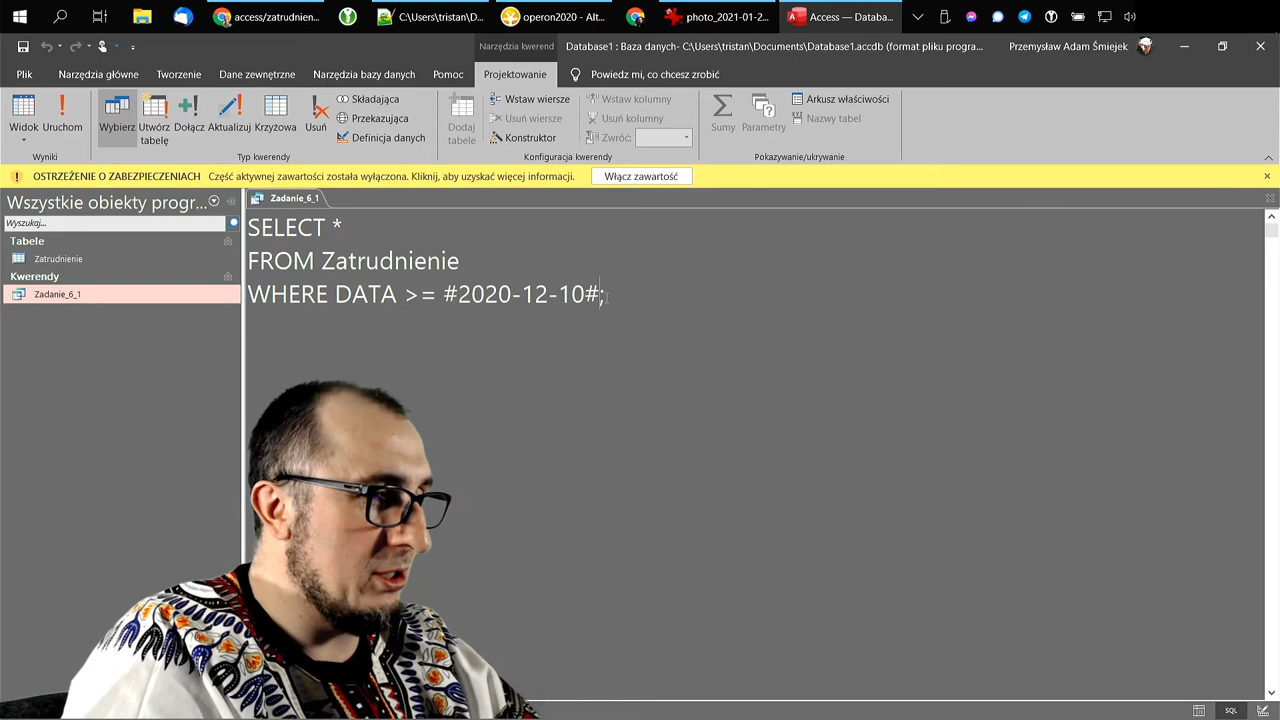 access/zatrudnien...
C:\Users\tristan\D...
operon2020 - Alt...
photo_2021-01-2...
Access — Databa...
Narzędzia kwerend
Database1 : Baza danych- C:\Users\tristan\Documents\Database1.accdb (format pliku progra...
Przemysław Adam Śmiejek
Plik
Narzędzia główne
Tworzenie
Dane zewnętrzne
Narzędzia bazy danych
Pomoc
Projektowanie
Powiedz mi, co chcesz zrobić
Widok
Uruchom
Wybierz
Utwórz tabelę
Dołącz
Aktualizuj
Krzyżowa
Usuń
Składająca
Przekazująca
Definicja danych
Dodaj tabele
Wstaw wiersze
Usuń wiersze
Konstruktor
Wstaw kolumny
Usuń kolumny
Zwróć:
Sumy
Parametry
Arkusz właściwości
Nazwy tabel
Wyniki
Typ kwerendy
Konfiguracja kwerendy
Pokazywanie/ukrywanie
OSTRZEŻENIE O ZABEZPIECZENIACH Część aktywnej zawartości została wyłączona. Kliknij, aby uzyskać więcej informacji.
Włącz zawartość
Wszystkie obiekty progr...
Wyszukaj...
Tabele
Zatrudnienie
Kwerendy
Zadanie_6_1
Zadanie_6_1
SELECT *
FROM Zatrudnienie
WHERE DATA >= #2020-12-10#;
SQL